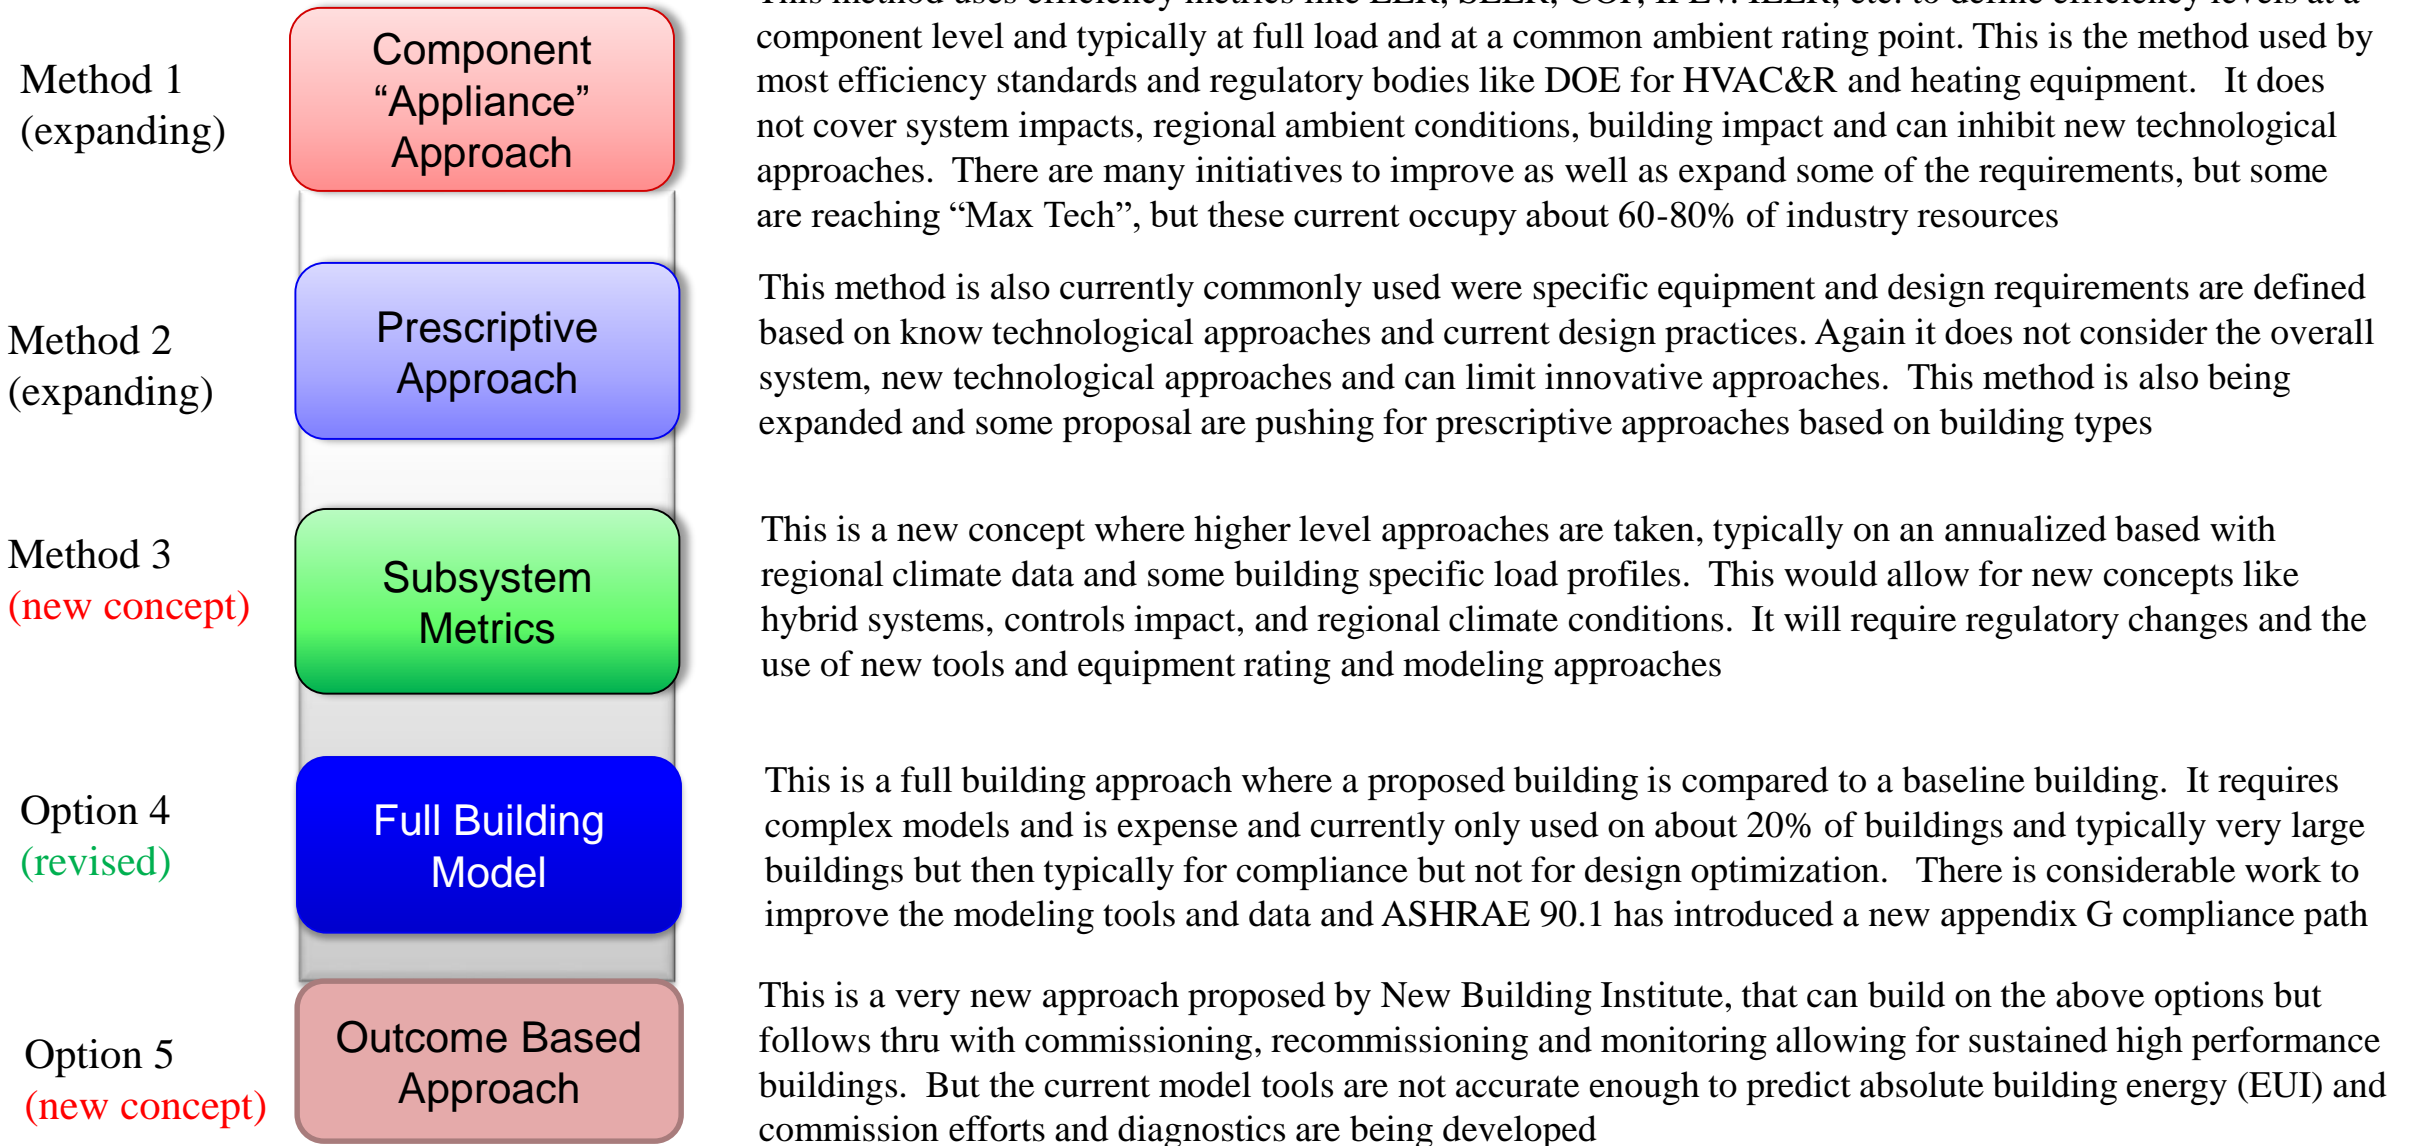 Method 1
(expanding)
Component
“Appliance”
Approach
This method uses efficiency metrics like EER, SEER, COP, IPLV. IEER, etc. to define efficiency levels at a
component level and typically at full load and at a common ambient rating point. This is the method used by
most efficiency standards and regulatory bodies like DOE for HVAC&R and heating equipment.   It does
not cover system impacts, regional ambient conditions, building impact and can inhibit new technological
approaches.  There are many initiatives to improve as well as expand some of the requirements, but some
are reaching “Max Tech”, but these current occupy about 60-80% of industry resources
Method 2
(expanding)
Prescriptive
Approach
This method is also currently commonly used were specific equipment and design requirements are defined
based on know technological approaches and current design practices. Again it does not consider the overall
system, new technological approaches and can limit innovative approaches.  This method is also being
expanded and some proposal are pushing for prescriptive approaches based on building types
Method 3
(new concept)
Subsystem
Metrics
This is a new concept where higher level approaches are taken, typically on an annualized based with
regional climate data and some building specific load profiles.  This would allow for new concepts like
hybrid systems, controls impact, and regional climate conditions.  It will require regulatory changes and the
use of new tools and equipment rating and modeling approaches
Option 4
(revised)
Full Building
Model
This is a full building approach where a proposed building is compared to a baseline building.  It requires
complex models and is expense and currently only used on about 20% of buildings and typically very large
buildings but then typically for compliance but not for design optimization.   There is considerable work to
improve the modeling tools and data and ASHRAE 90.1 has introduced a new appendix G compliance path
Option 5
(new concept)
Outcome Based
Approach
This is a very new approach proposed by New Building Institute, that can build on the above options but
follows thru with commissioning, recommissioning and monitoring allowing for sustained high performance
buildings.  But the current model tools are not accurate enough to predict absolute building energy (EUI) and
commission efforts and diagnostics are being developed